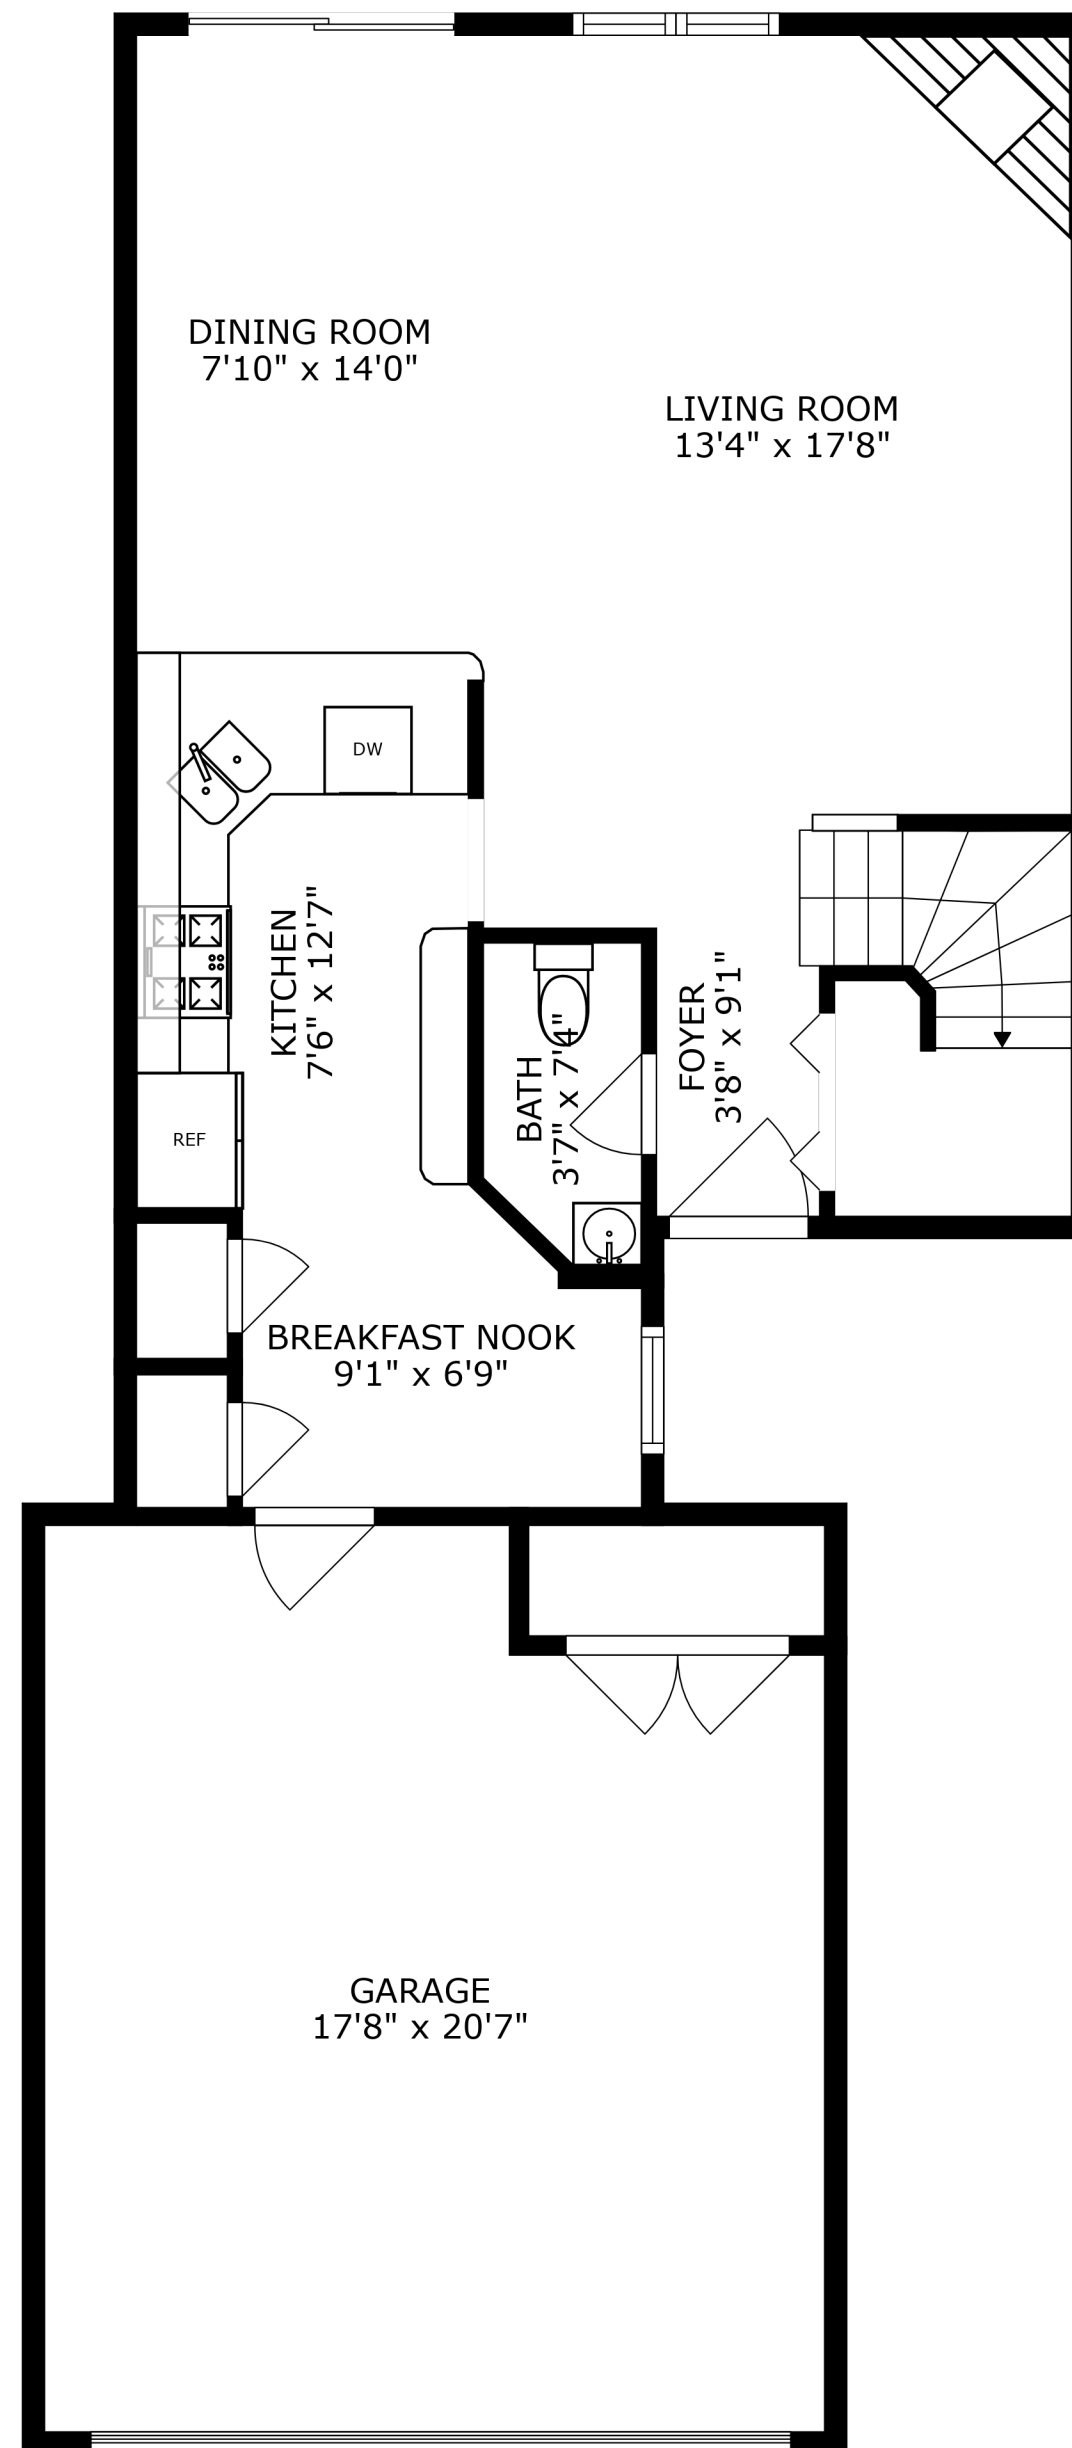 DINING ROOM
7'10" x 14'0"
LIVING ROOM
13'4" x 17'8"
DW
KITCHEN
7'6" x 12'7"
REF
BATH
3'7" x 7'4"
FOYER
3'8" x 9'1"
BREAKFAST NOOK
9'1" x 6'9"
GARAGE
17'8" x 20'7"